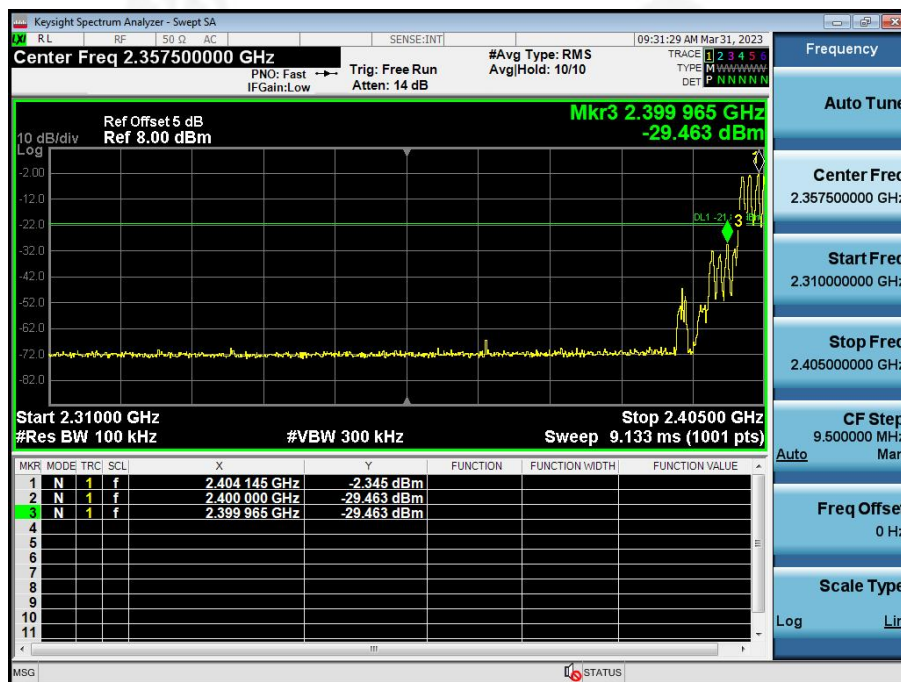 Keysight Spectrum Analyzer - Swept SA
LXI RL RF 50 Ω AC SENSE:INT 09:31:29 AM Mar 31, 2023
Center Freq 2.357500000 GHz
PNO: Fast
IFGain:Low
Trig: Free Run
Atten: 14 dB
#Avg Type: RMS
Avg|Hold: 10/10
TRACE 1 2 3 4 5 6
TYPE M W W W W W
DET P N N N N N
Mkr3 2.399 965 GHz
-29.463 dBm
Ref Offset 5 dB
10 dB/div Ref 8.00 dBm
Log
1
-2.00
-12.0
-22.0
DL1 -21
3
-32.0
-42.0
-52.0
-62.0
-72.0
-82.0
Start 2.31000 GHz Stop 2.40500 GHz
#Res BW 100 kHz #VBW 300 kHz Sweep 9.133 ms (1001 pts)
MKR MODE TRC SCL X Y FUNCTION FUNCTION WIDTH FUNCTION VALUE
1 N 1 f 2.404 145 GHz -2.345 dBm
2 N 1 f 2.400 000 GHz -29.463 dBm
3 N 1 f 2.399 965 GHz -29.463 dBm
4
5
6
7
8
9
10
11
MSG STATUS
Frequency
Auto Tune
Center Freq
2.357500000 GHz
Start Freq
2.310000000 GHz
Stop Freq
2.405000000 GHz
CF Step
9.500000 MHz
Auto Man
Freq Offset
0 Hz
Scale Type
Log Lin